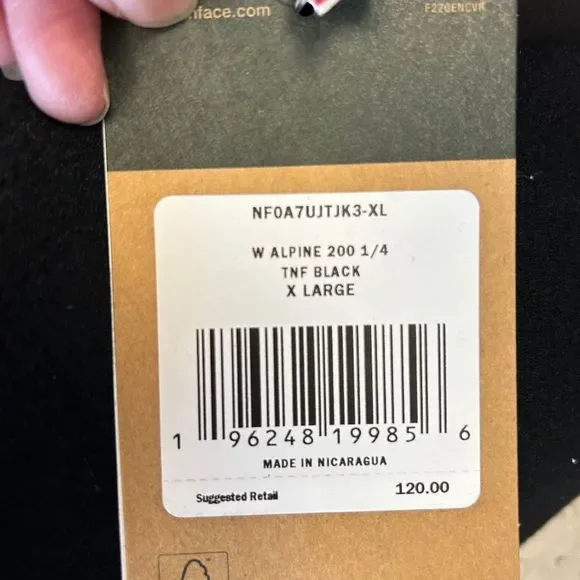 nface.com
F22GENCVR
NF0A7UJTJK3-XL
W ALPINE 200 1/4
TNF BLACK
X LARGE
1 96248 19985 6
MADE IN NICARAGUA
Suggested Retail 120.00